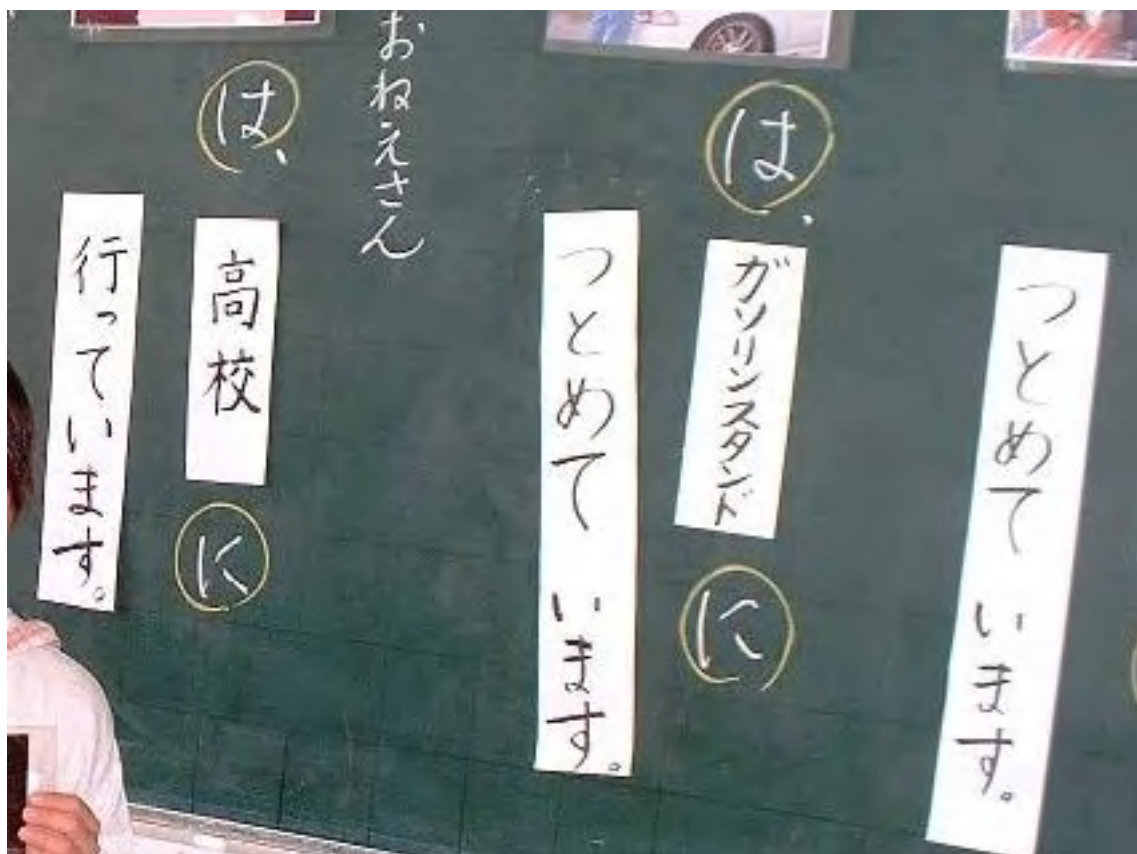 つとめて います。
は、
ガソリンスタンド
に
つとめて います。
おねえさん
は、
高校
に
行っています。